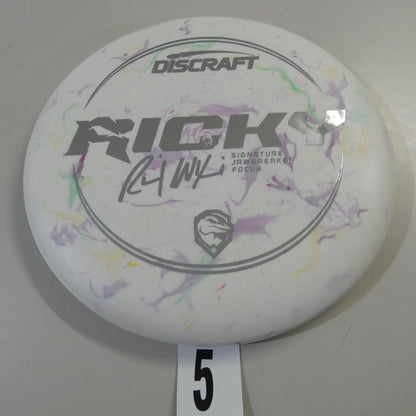 DISCRAFT
RICKY
SIGNATURE
JAWBREAKER
FOCUS
5